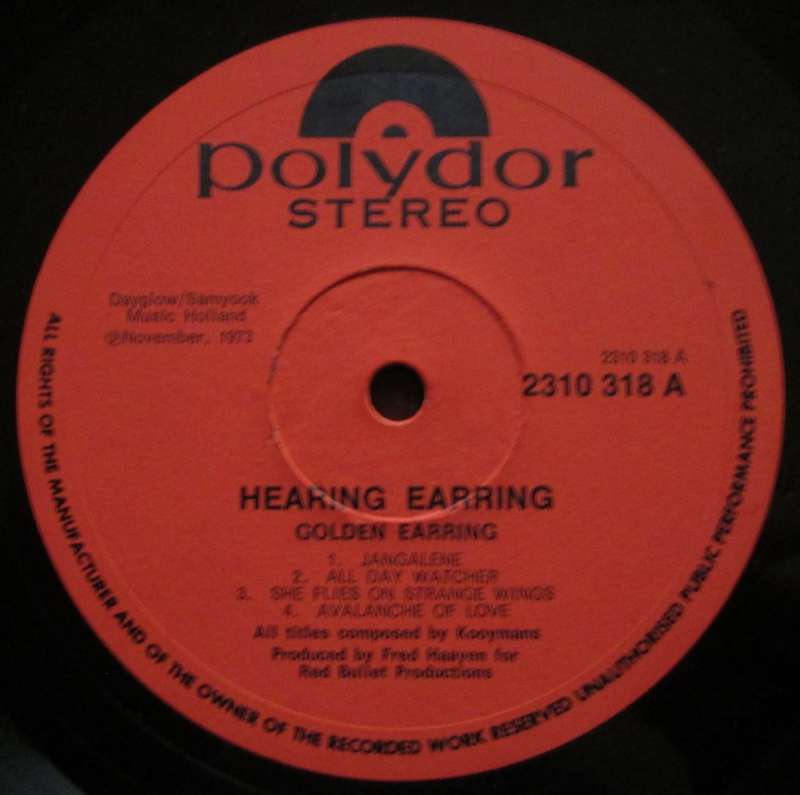 polydor
STEREO
Dayglow/Samyook
Music Holland
℗November, 1973
2310 318 A
2310 318 A
HEARING EARRING
GOLDEN EARRING
1. JANGALENE
2. ALL DAY WATCHER
3. SHE FLIES ON STRANGE WINGS
4. AVALANCHE OF LOVE
All titles composed by Kooymans
Produced by Fred Haayen for
Red Bullet Productions
ALL RIGHTS OF THE MANUFACTURER AND OF THE OWNER OF THE RECORDED WORK RESERVED UNAUTHORISED PUBLIC PERFORMANCE PROHIBITED